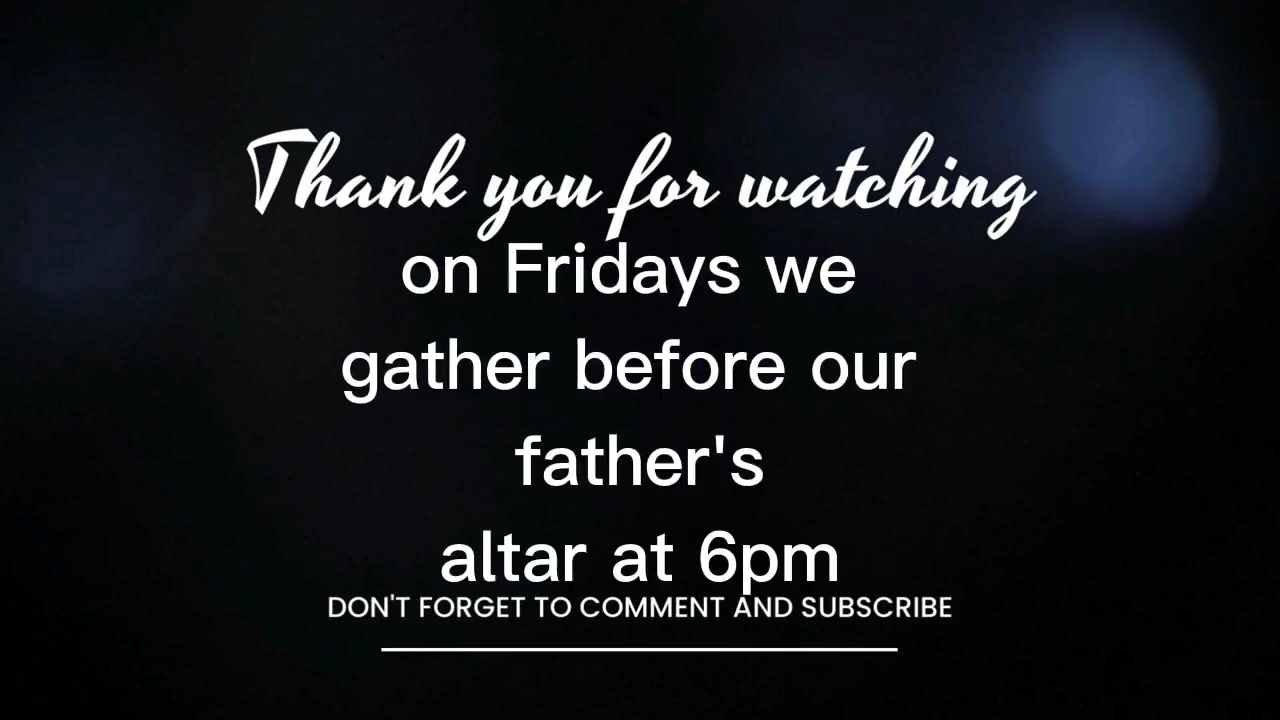 Thank you for watching
on Fridays we
gather before our
father's
altar at 6pm
DON'T FORGET TO COMMENT AND SUBSCRIBE